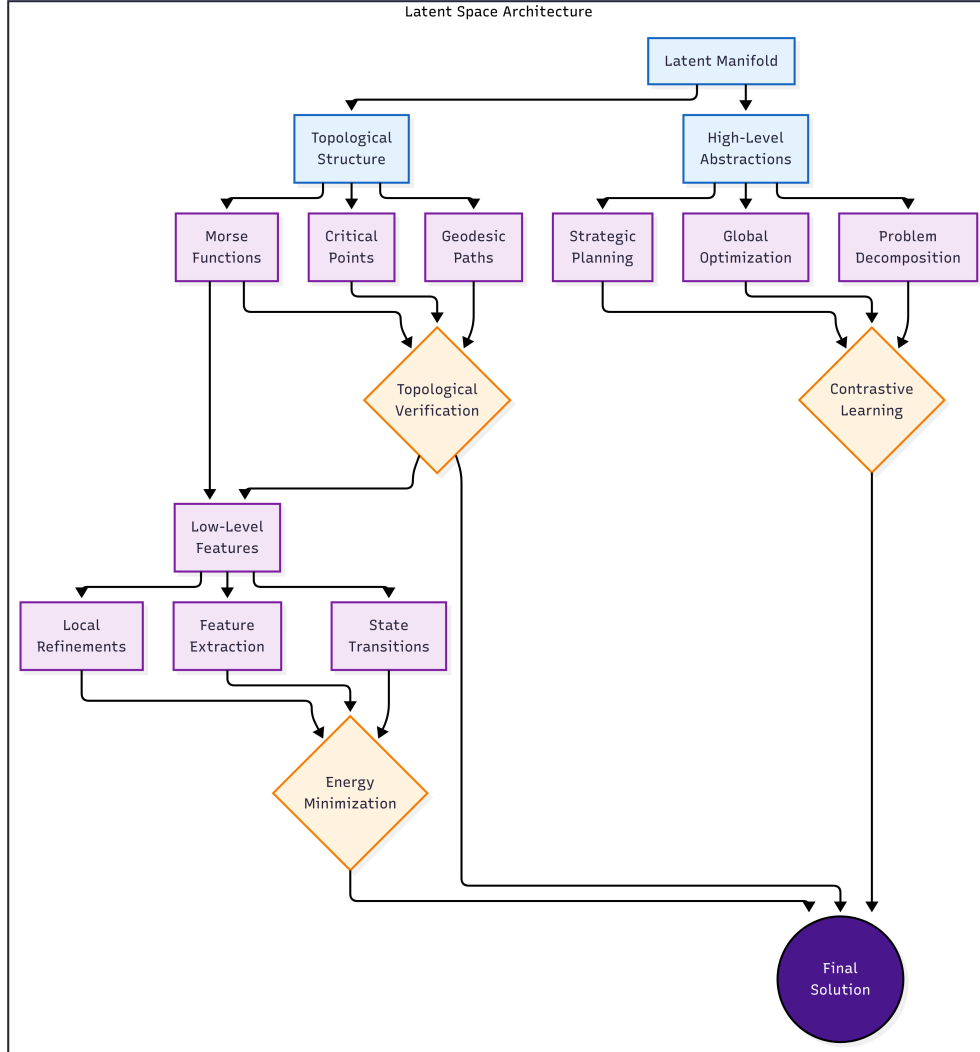 Latent Space Architecture
Latent Manifold
Topological
Structure
High-Level
Abstractions
Morse
Functions
Critical
Points
Geodesic
Paths
Strategic
Planning
Global
Optimization
Problem
Decomposition
Topological
Verification
Contrastive
Learning
Low-Level
Features
Local
Refinements
Feature
Extraction
State
Transitions
Energy
Minimization
Final
Solution